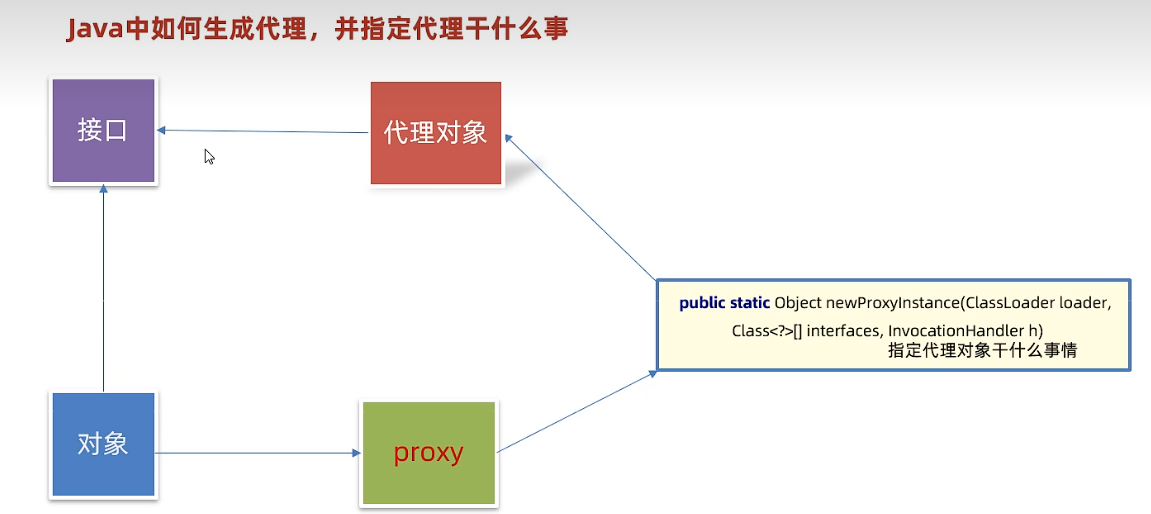 Java中如何生成代理，并指定代理干什么事
接口
代理对象
public static Object newProxyInstance(ClassLoader loader,
Class<?>[] interfaces, InvocationHandler h)
指定代理对象干什么事情
对象
proxy